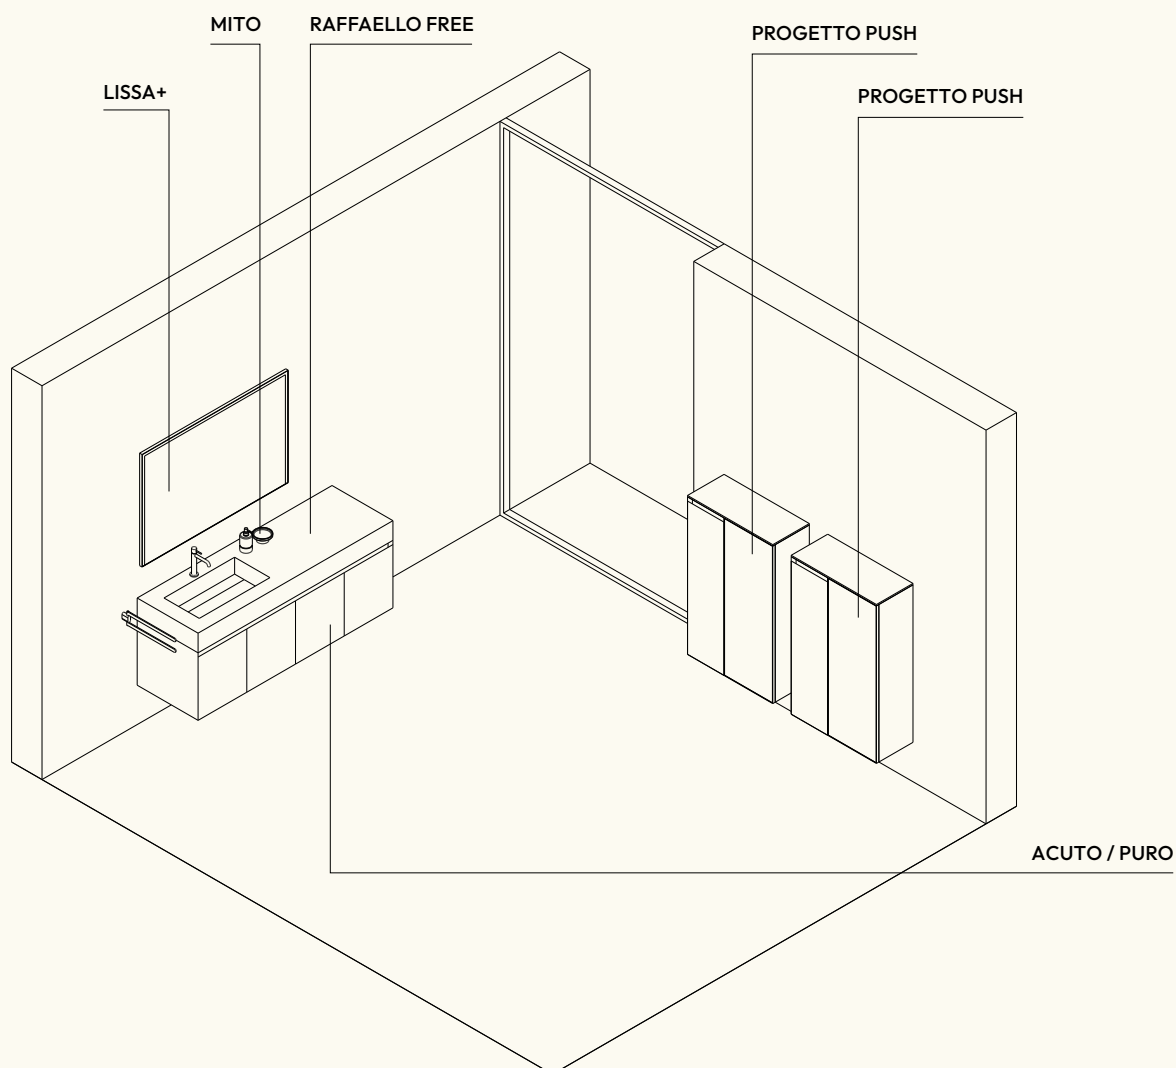 MITO
RAFFAELLO FREE
PROGETTO PUSH
LISSA+
PROGETTO PUSH
ACUTO / PURO